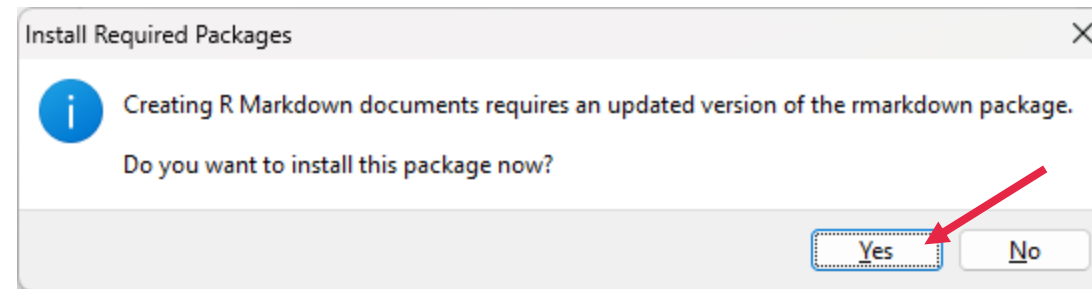 Install Required Packages
Creating R Markdown documents requires an updated version of the rmarkdown package.
Do you want to install this package now?
Yes No